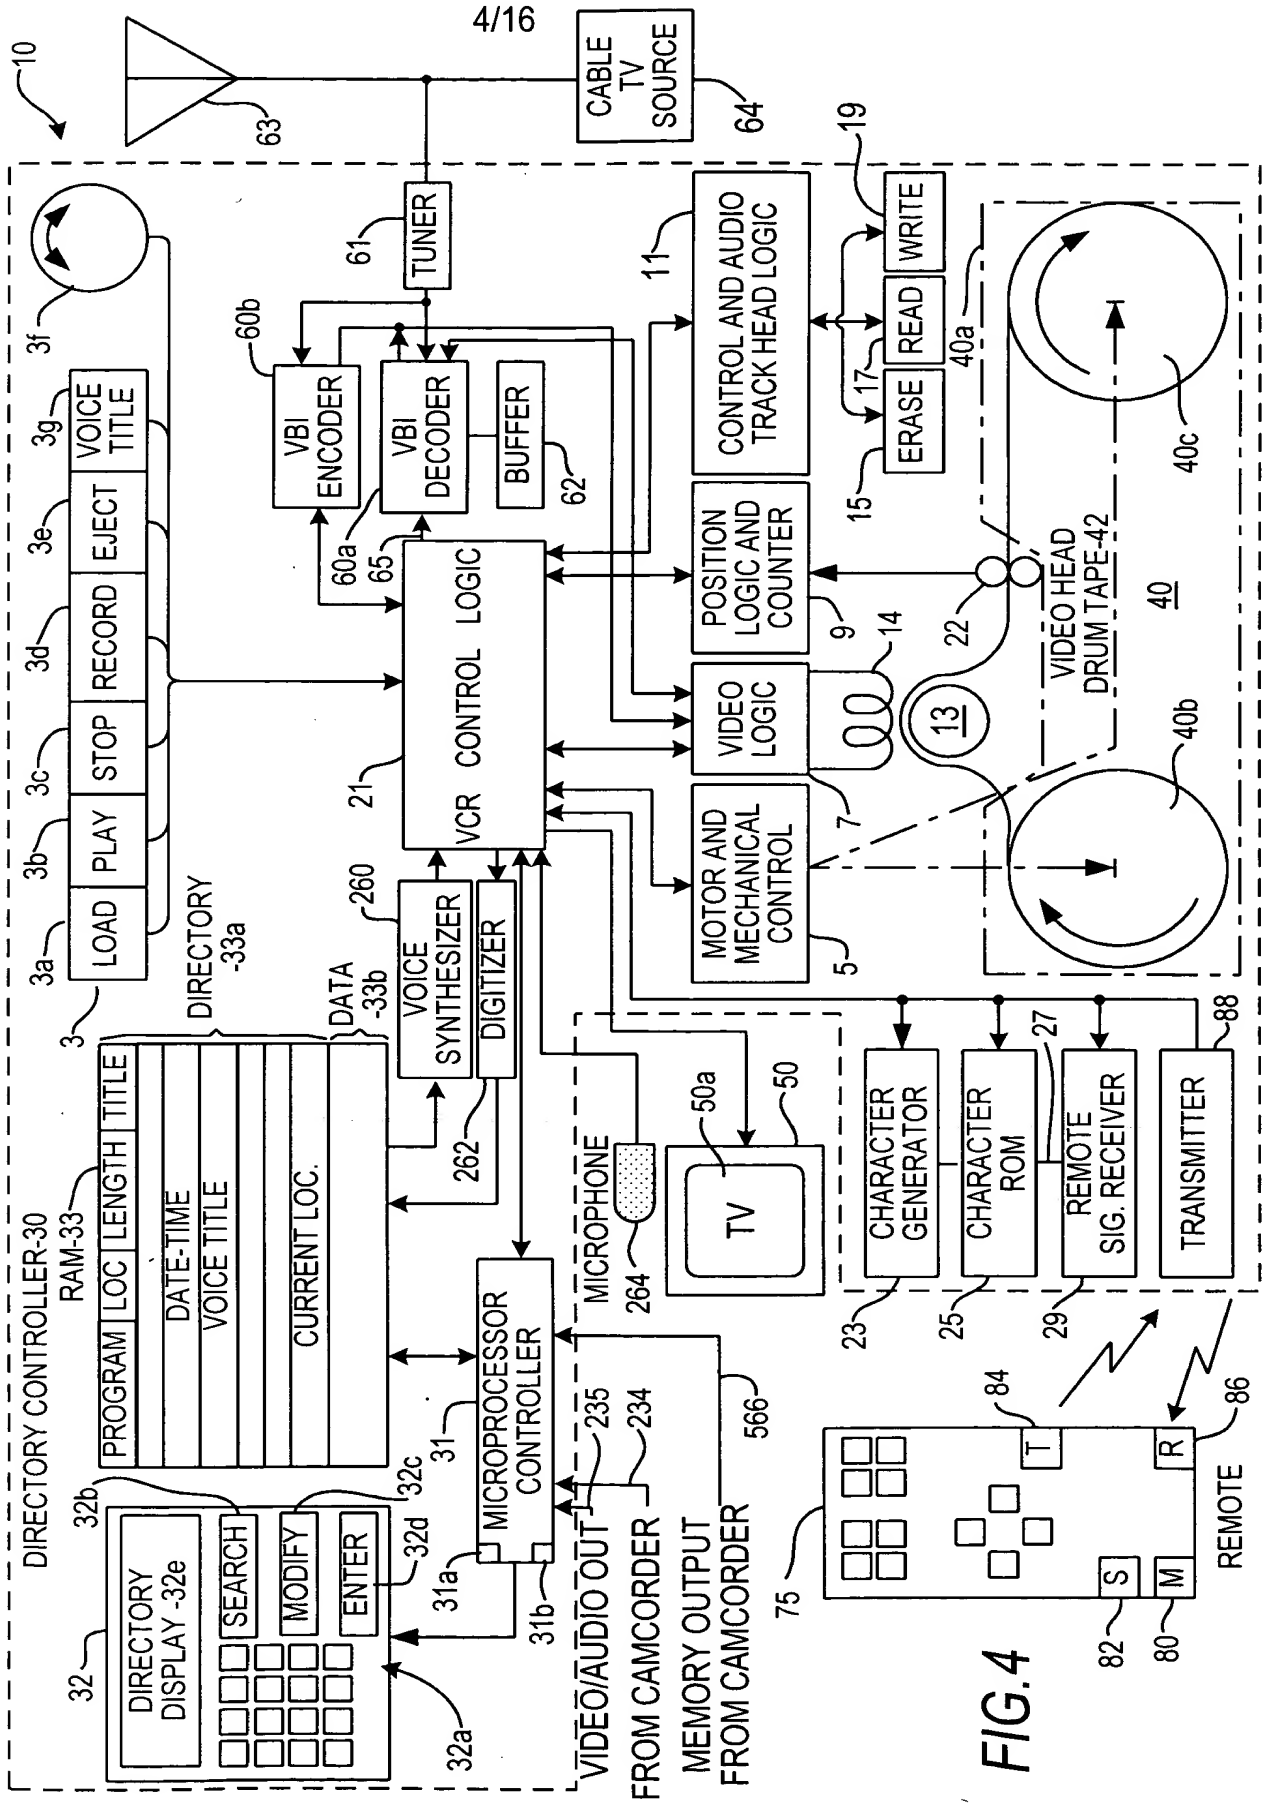 4/16
DIRECTORY CONTROLLER-30
RAM-33
PROGRAM
LOC
LENGTH
TITLE
DATE-TIME
VOICE TITLE
CURRENT LOC.
DIRECTORY
-33a
DATA
-33b
32
DIRECTORY
DISPLAY -32e
SEARCH
MODIFY
ENTER
32b
32c
32d
32a
3
3a
3b
3c
3d
3e
3g
3f
LOAD
PLAY
STOP
RECORD
EJECT
VOICE
TITLE
10
63
CABLE
TV
SOURCE
64
61
TUNER
60b
VBI
ENCODER
60a
VBI
DECODER
65
BUFFER
62
21
VCR CONTROL LOGIC
260
VOICE
SYNTHESIZER
DIGITIZER
262
31
MICROPROCESSOR
CONTROLLER
31a
31b
VIDEO/AUDIO OUT
FROM CAMCORDER
235
234
MEMORY OUTPUT
FROM CAMCORDER
566
MICROPHONE
264
TV
50a
50
MOTOR AND
MECHANICAL
CONTROL
5
VIDEO
LOGIC
7
14
POSITION
LOGIC AND
COUNTER
9
11
CONTROL AND AUDIO
TRACK HEAD LOGIC
15
ERASE
17
READ
19
WRITE
13
22
VIDEO HEAD
DRUM TAPE-42
40
40a
40b
40c
CHARACTER
GENERATOR
23
CHARACTER
ROM
25
27
REMOTE
SIG. RECEIVER
29
TRANSMITTER
88
75
T
84
R
86
S
82
M
80
REMOTE
FIG.4